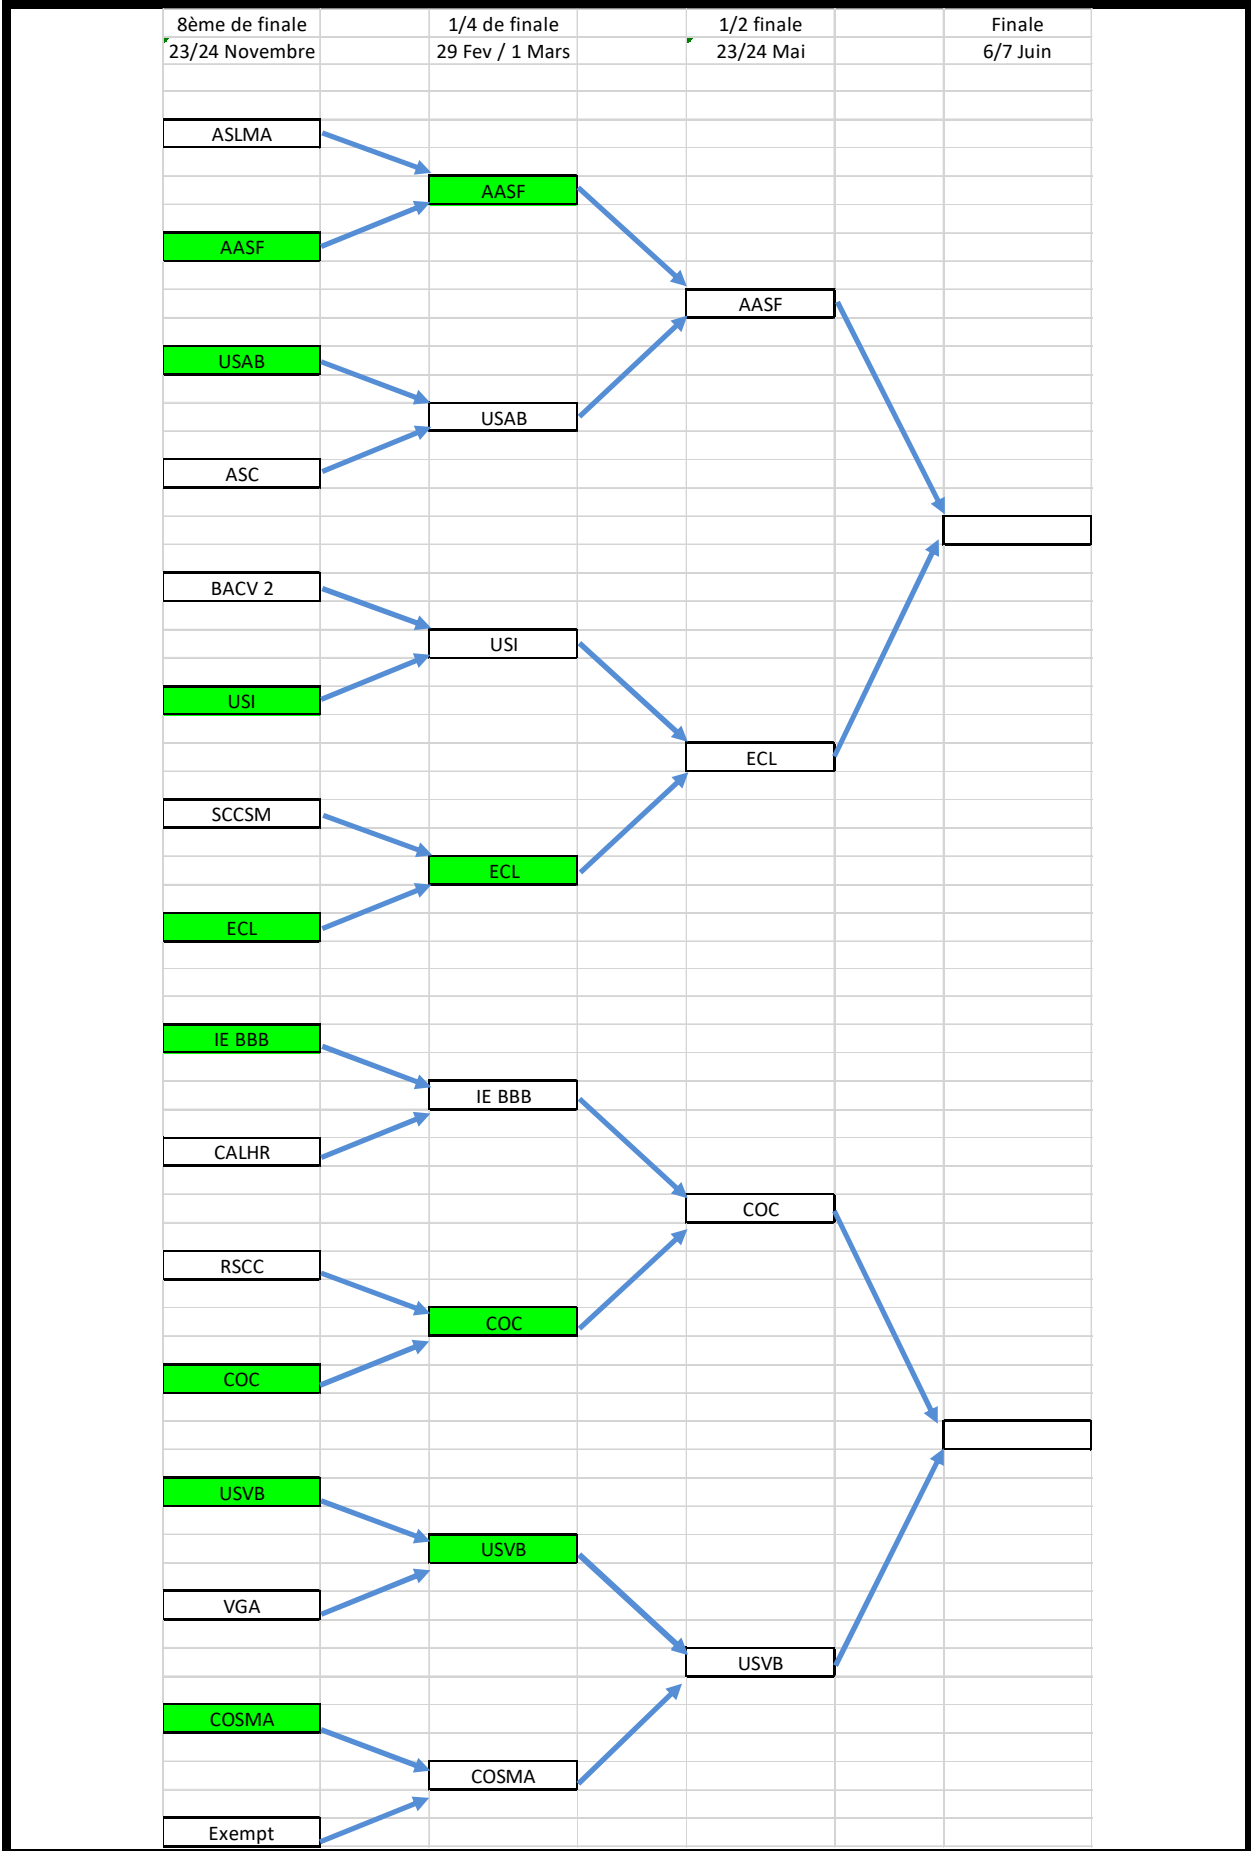 8ème de finale 1/4 de finale 1/2 finale Finale
23/24 Novembre 29 Fev / 1 Mars 23/24 Mai 6/7 Juin
ASLMA
AASF
AASF
AASF
USAB
USAB
ASC
BACV 2
USI
USI
ECL
SCCSM
ECL
ECL
IE BBB
IE BBB
CALHR
COC
RSCC
COC
COC
USVB
USVB
VGA
USVB
COSMA
COSMA
Exempt